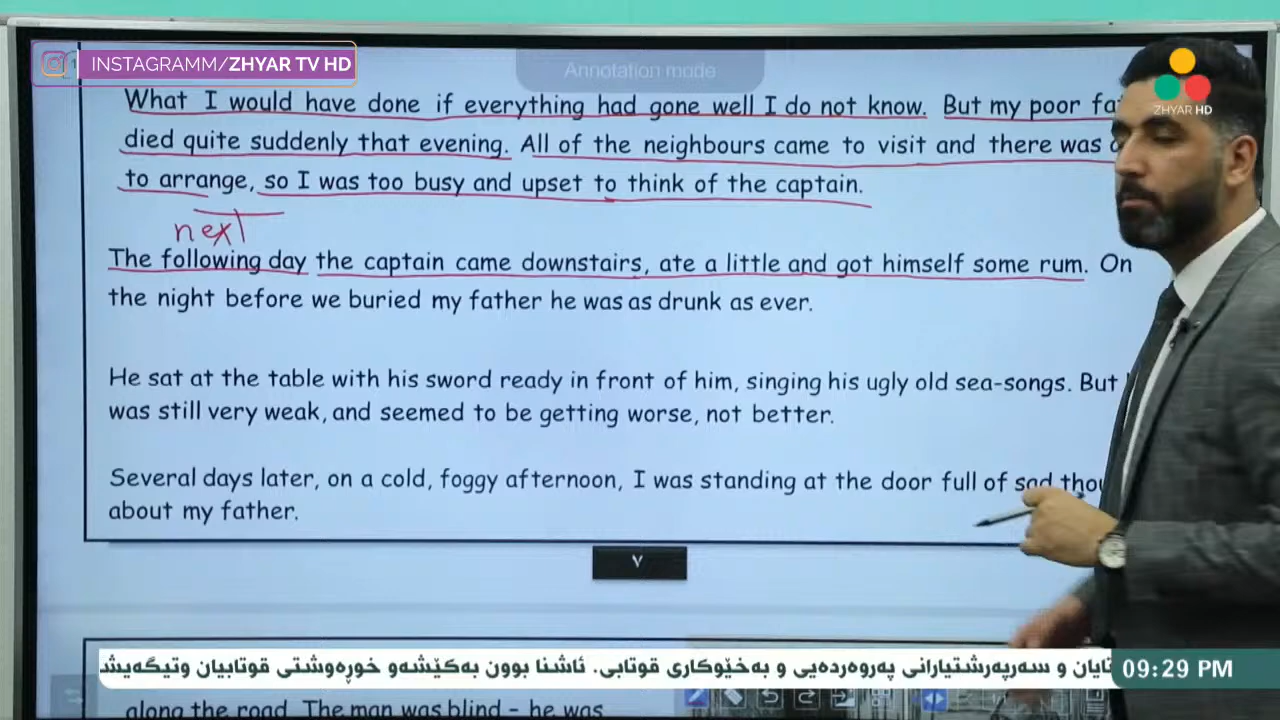 INSTAGRAMM/ZHYAR TV HD
Annotation mode
ZHYAR HD
What I would have done if everything had gone well I do not know. But my poor
died quite suddenly that evening. All of the neighbours came to visit and there was
to arrange, so I was too busy and upset to think of the captain.
next
The following day the captain came downstairs, ate a little and got himself some rum. On
the night before we buried my father he was as drunk as ever.
He sat at the table with his sword ready in front of him, singing his ugly old sea-songs. But
was still very weak, and seemed to be getting worse, not better.
Several days later, on a cold, foggy afternoon, I was standing at the door full of sad
about my father.
٧
تایان و سەرپەرشتیارانی پەروەردەیی و بەخێوکاری قوتابی. ئاشنا بوون بەکێشەو خورەوشتی قوتابیان وتیگەیش
09:29 PM
along the road. The man was blind – he was